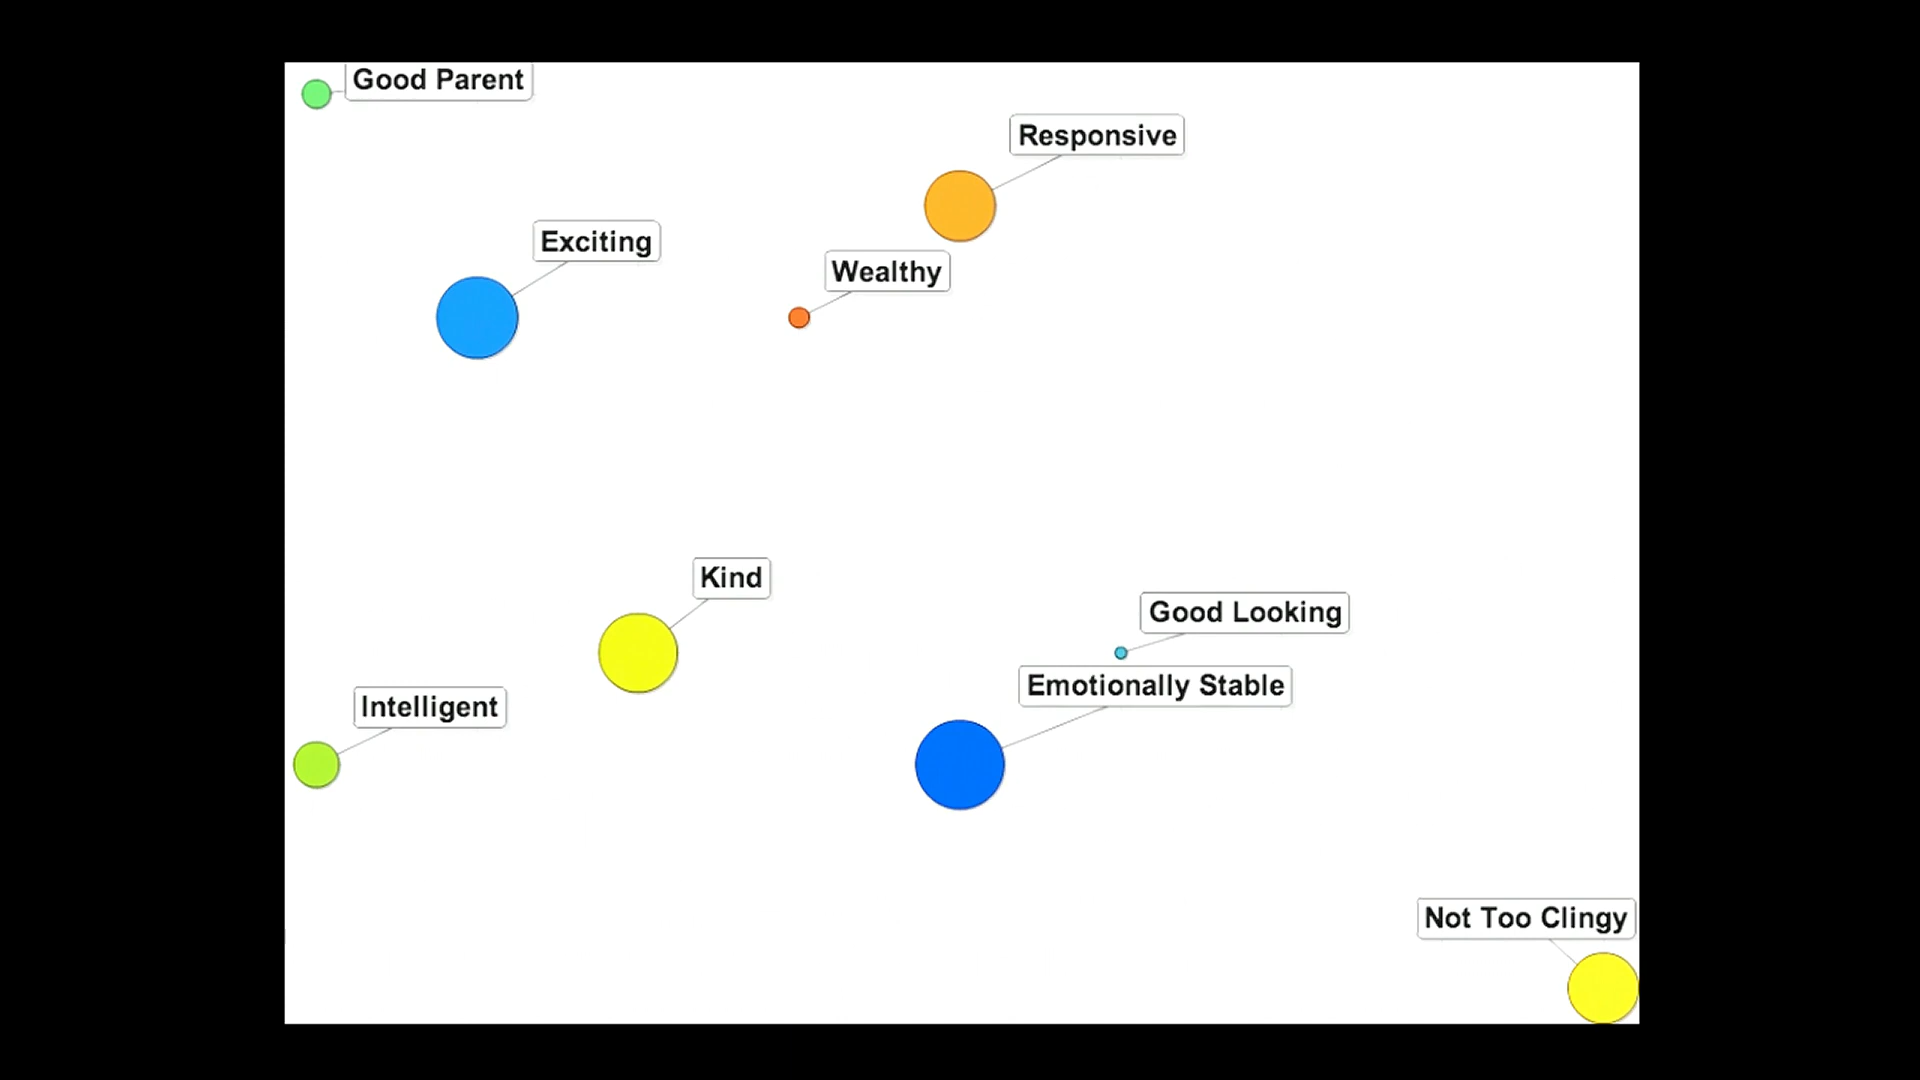 Good Parent
Responsive
Exciting
Wealthy
Kind
Good Looking
Emotionally Stable
Intelligent
Not Too Clingy